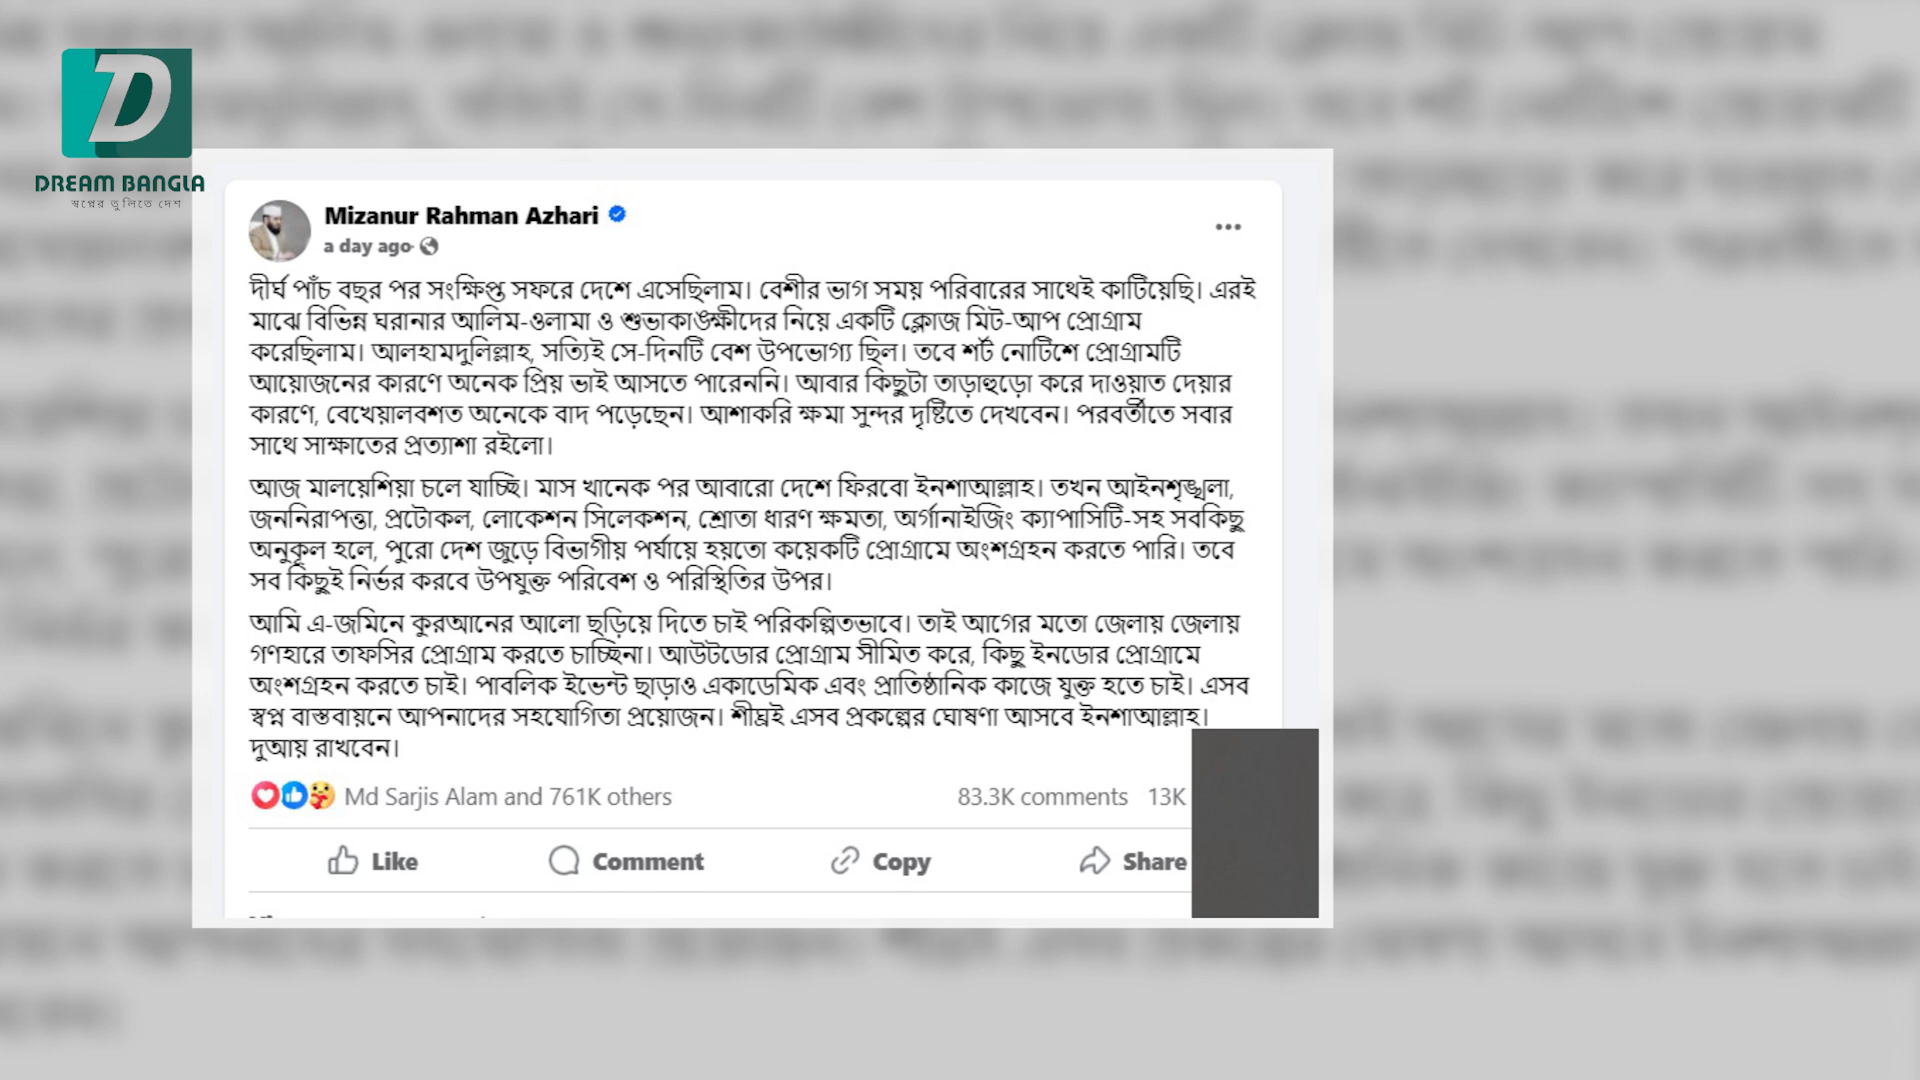 DREAM BANGLA
স্বপ্নের তুলিতে দেশ
Mizanur Rahman Azhari
a day ago·
দীর্ঘ পাঁচ বছর পর সংক্ষিপ্ত সফরে দেশে এসেছিলাম। বেশীর ভাগ সময় পরিবারের সাথেই কাটিয়েছি। এরই
মাঝে বিভিন্ন ঘরানার আলিম-ওলামা ও শুভাকাঙ্ক্ষীদের নিয়ে একটি ক্লোজ মিট-আপ প্রোগ্রাম
করেছিলাম। আলহামদুলিল্লাহ, সত্যিই সে-দিনটি বেশ উপভোগ্য ছিল। তবে শর্ট নোটিশে প্রোগ্রামটি
আয়োজনের কারণে অনেক প্রিয় ভাই আসতে পারেননি। আবার কিছুটা তাড়াহুড়ো করে দাওয়াত দেয়ার
কারণে, বেখেয়ালবশত অনেকে বাদ পড়েছেন। আশাকরি ক্ষমা সুন্দর দৃষ্টিতে দেখবেন। পরবর্তীতে সবার
সাথে সাক্ষাতের প্রত্যাশা রইলো।
আজ মালয়েশিয়া চলে যাচ্ছি। মাস খানেক পর আবারো দেশে ফিরবো ইনশাআল্লাহ। তখন আইনশৃঙ্খলা,
জননিরাপত্তা, প্রটোকল, লোকেশন সিলেকশন, শ্রোতা ধারণ ক্ষমতা, অর্গানাইজিং ক্যাপাসিটি-সহ সবকিছু
অনুকূল হলে, পুরো দেশ জুড়ে বিভাগীয় পর্যায়ে হয়তো কয়েকটি প্রোগ্রামে অংশগ্রহন করতে পারি। তবে
সব কিছুই নির্ভর করবে উপযুক্ত পরিবেশ ও পরিস্থিতির উপর।
আমি এ-জমিনে কুরআনের আলো ছড়িয়ে দিতে চাই পরিকল্পিতভাবে। তাই আগের মতো জেলায় জেলায়
গণহারে তাফসির প্রোগ্রাম করতে চাচ্ছিনা। আউটডোর প্রোগ্রাম সীমিত করে, কিছু ইনডোর প্রোগ্রামে
অংশগ্রহন করতে চাই। পাবলিক ইভেন্ট ছাড়াও একাডেমিক এবং প্রাতিষ্ঠানিক কাজে যুক্ত হতে চাই। এসব
স্বপ্ন বাস্তবায়নে আপনাদের সহযোগিতা প্রয়োজন। শীঘ্রই এসব প্রকল্পের ঘোষণা আসবে ইনশাআল্লাহ।
দুআয় রাখবেন।
Md Sarjis Alam and 761K others 83.3K comments 13K
Like Comment Copy Share